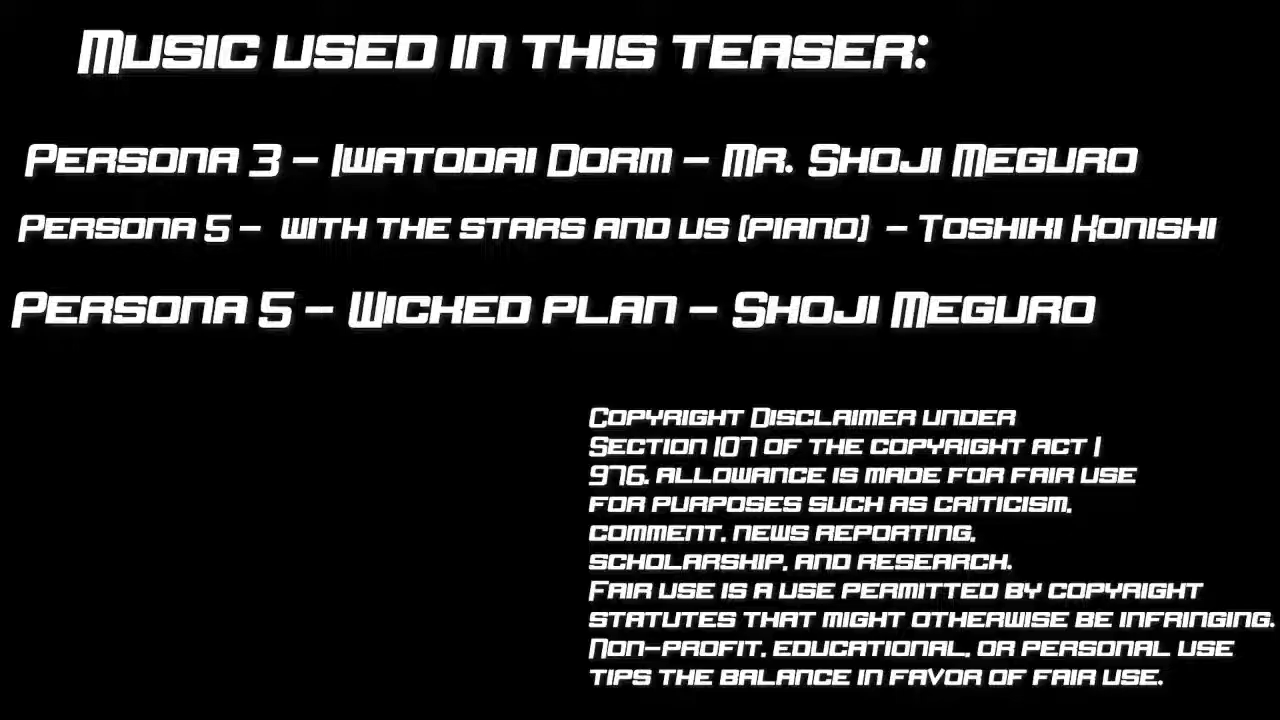 Music used in this teaser:
Persona 3 – Iwatodai Dorm – Mr. Shoji Meguro
Persona 5 – with the stars and us (piano) – Toshiki Konishi
Persona 5 – Wicked plan – Shoji Meguro
Copyright Disclaimer under
Section 107 of the copyright act 1
976, allowance is made for fair use
for purposes such as criticism,
comment, news reporting,
scholarship, and research.
Fair use is a use permitted by copyright
statutes that might otherwise be infringing.
Non-profit, educational, or personal use
tips the balance in favor of fair use.